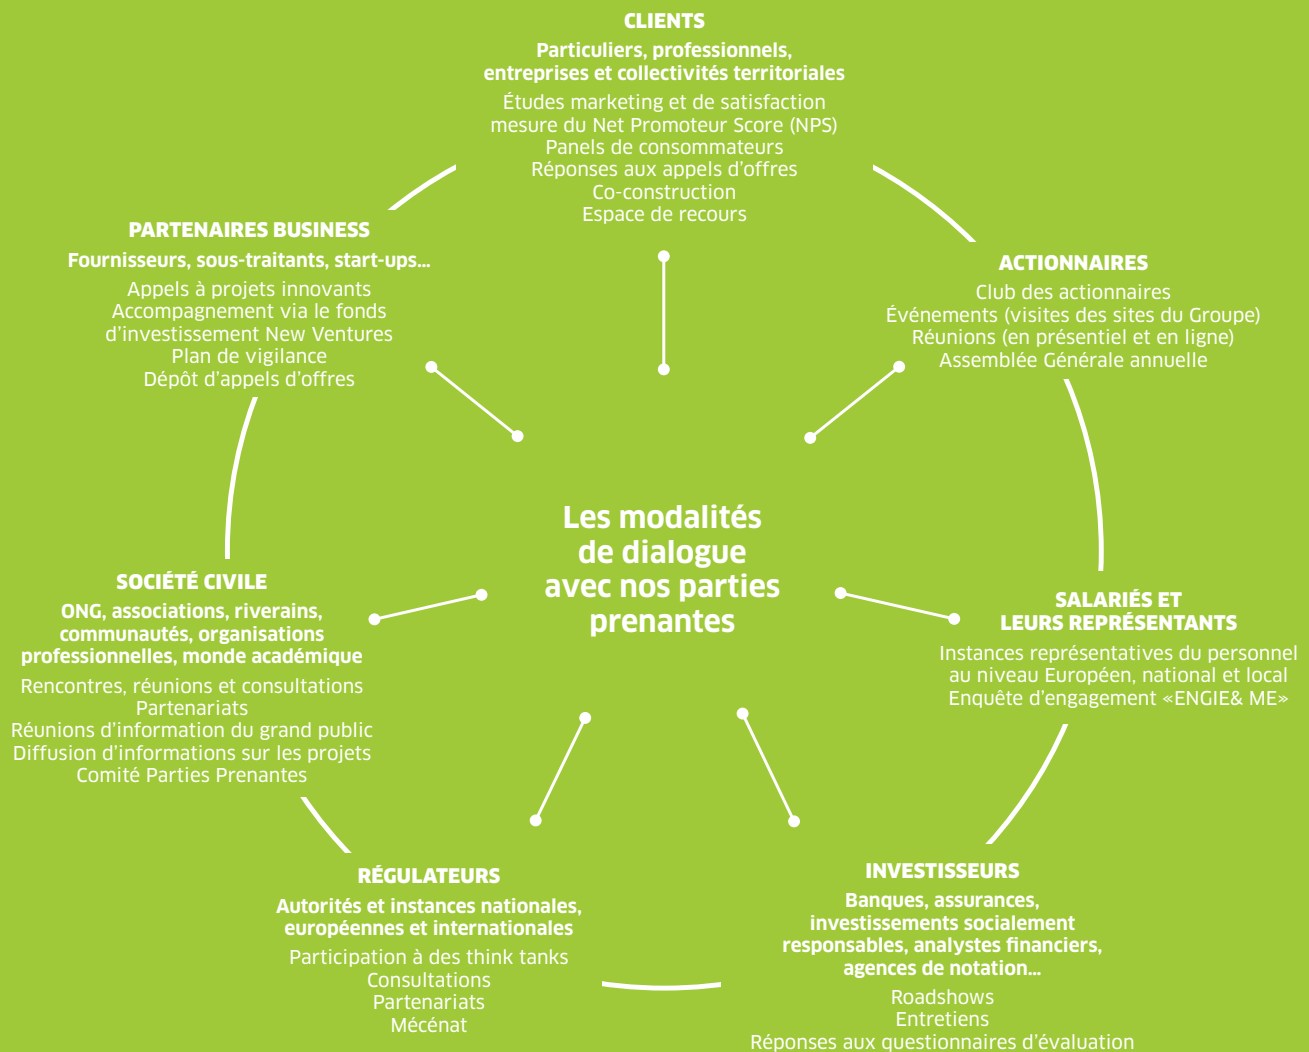 CLIENTS
Particuliers, professionnels,
entreprises et collectivités territoriales
Études marketing et de satisfaction
mesure du Net Promoteur Score (NPS)
Panels de consommateurs
Réponses aux appels d'offres
Co-construction
Espace de recours
PARTENAIRES BUSINESS
Fournisseurs, sous-traitants, start-ups...
Appels à projets innovants
Accompagnement via le fonds
d'investissement New Ventures
Plan de vigilance
Dépôt d'appels d'offres
ACTIONNAIRES
Club des actionnaires
Événements (visites des sites du Groupe)
Réunions (en présentiel et en ligne)
Assemblée Générale annuelle
Les modalités
de dialogue
avec nos parties
prenantes
SOCIÉTÉ CIVILE
ONG, associations, riverains,
communautés, organisations
professionnelles, monde académique
Rencontres, réunions et consultations
Partenariats
Réunions d'information du grand public
Diffusion d'informations sur les projets
Comité Parties Prenantes
SALARIÉS ET
LEURS REPRÉSENTANTS
Instances représentatives du personnel
au niveau Européen, national et local
Enquête d'engagement «ENGIE& ME»
RÉGULATEURS
Autorités et instances nationales,
européennes et internationales
Participation à des think tanks
Consultations
Partenariats
Mécénat
INVESTISSEURS
Banques, assurances,
investissements socialement
responsables, analystes financiers,
agences de notation...
Roadshows
Entretiens
Réponses aux questionnaires d'évaluation